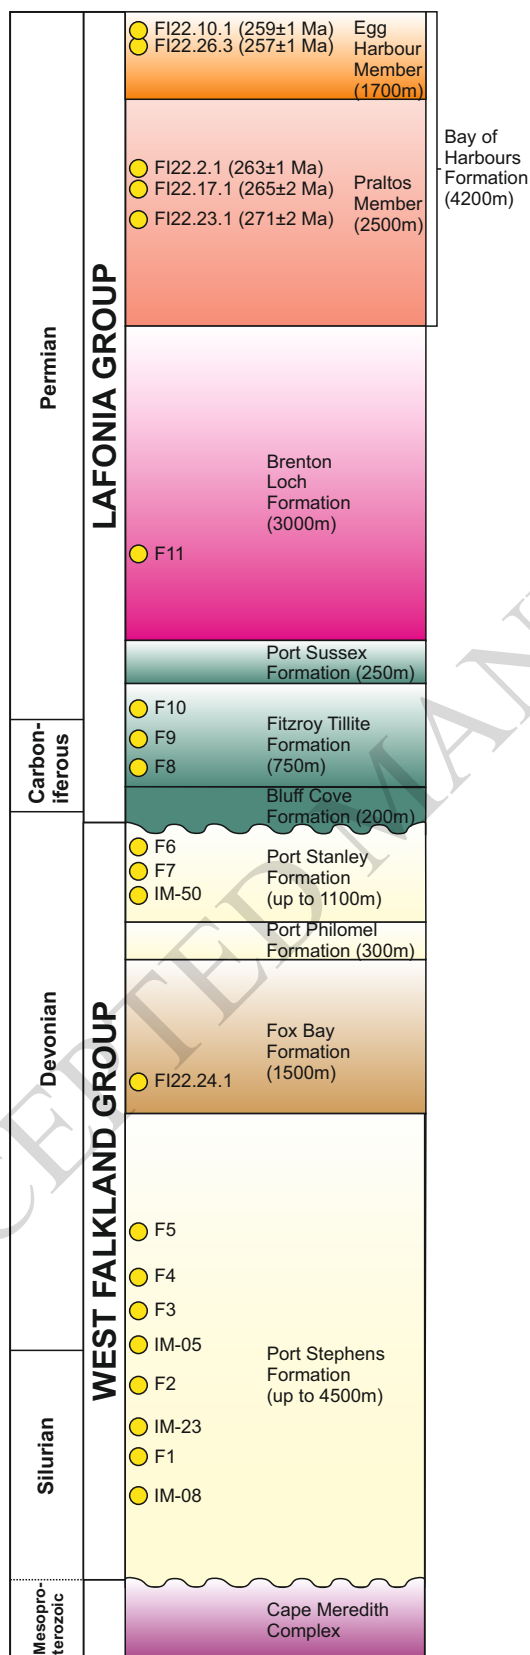 FI22.10.1 (259±1 Ma)
FI22.26.3 (257±1 Ma)
Egg
Harbour
Member
(1700m)
FI22.2.1 (263±1 Ma)
FI22.17.1 (265±2 Ma)
FI22.23.1 (271±2 Ma)
Praltos
Member
(2500m)
Bay of
Harbours
Formation
(4200m)
Permian
LAFONIA GROUP
Brenton
Loch
Formation
(3000m)
F11
Port Sussex
Formation (250m)
F10
F9
F8
Fitzroy Tillite
Formation
(750m)
Carbon-
iferous
Bluff Cove
Formation (200m)
F6
F7
IM-50
Port Stanley
Formation
(up to 1100m)
Port Philomel
Formation (300m)
Devonian
WEST FALKLAND GROUP
Fox Bay
Formation
(1500m)
FI22.24.1
F5
F4
F3
IM-05
F2
IM-23
F1
IM-08
Port Stephens
Formation
(up to 4500m)
Silurian
Mesopro-
terozoic
Cape Meredith
Complex
CEPTED MAN